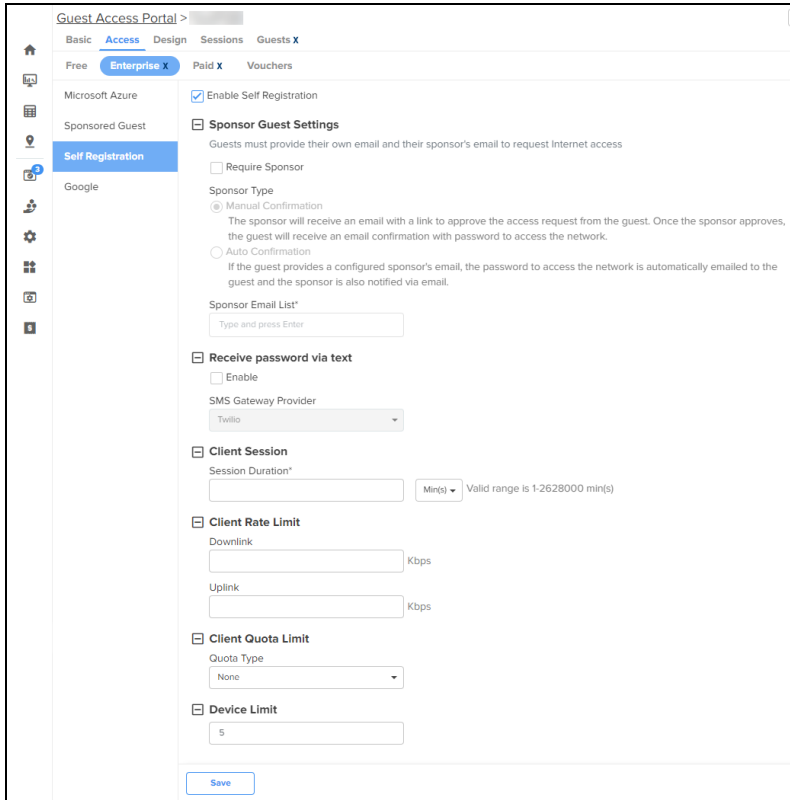 Guest Access Portal >
Basic Access Design Sessions Guests X
Free Enterprise X Paid X Vouchers
Microsoft Azure
Sponsored Guest
Self Registration
Google
3
Enable Self Registration
Sponsor Guest Settings
Guests must provide their own email and their sponsor's email to request Internet access
Require Sponsor
Sponsor Type
Manual Confirmation
The sponsor will receive an email with a link to approve the access request from the guest. Once the sponsor approves,
the guest will receive an email confirmation with password to access the network.
Auto Confirmation
If the guest provides a configured sponsor's email, the password to access the network is automatically emailed to the
guest and the sponsor is also notified via email.
Sponsor Email List*
Type and press Enter
Receive password via text
Enable
SMS Gateway Provider
Twilio
Client Session
Session Duration*
Min(s) Valid range is 1-2628000 min(s)
Client Rate Limit
Downlink
Kbps
Uplink
Kbps
Client Quota Limit
Quota Type
None
Device Limit
5
Save